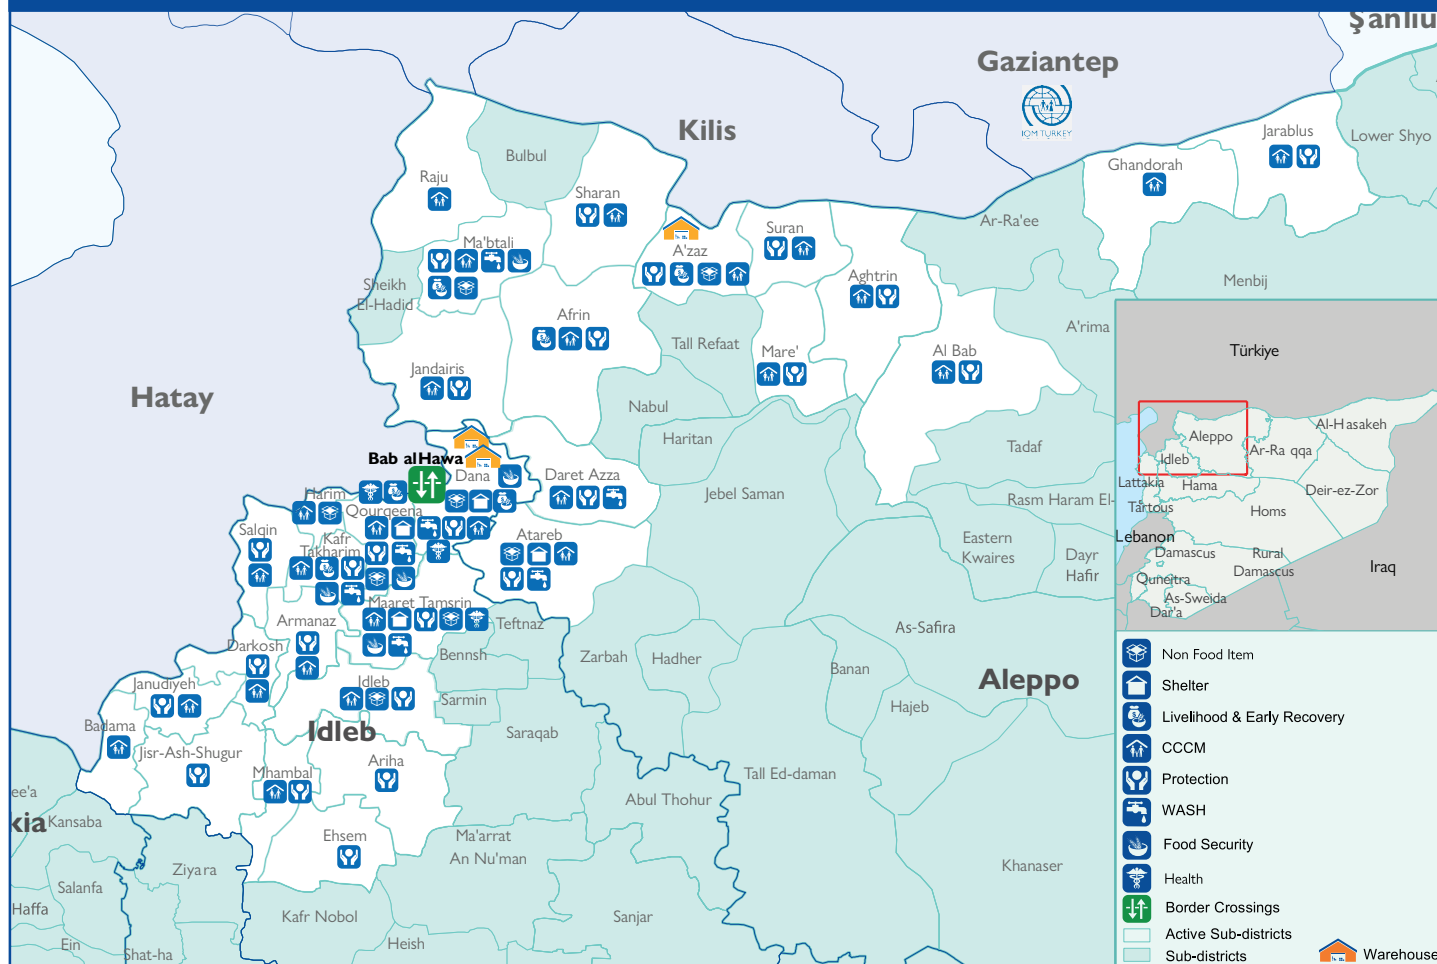 Şanlıu
Gaziantep
IOM TURKEY
Kilis
Jarablus
Lower Shyo
Bulbul
Ghandorah
Raju
Sharan
Ar-Ra'ee
Suran
Ma'btali
A'zaz
Menbij
Sheikh
El-Hadid
Aghtrin
Afrin
A'rima
Tall Refaat
Mare'
Al Bab
Jandairis
Hatay
Nabul
Haritan
Tadaf
Bab alHawa
Dana
Daret Azza
Jebel Saman
Rasm Haram El-
Harim
Qourqeena
Salqin
Kafr
Takharim
Atareb
Eastern
Kwaires
Dayr
Hafir
Maaret Tamsrin
Armanaz
Teftnaz
As-Safira
Darkosh
Bennsh
Zarbah
Hadher
Banan
Aleppo
Janudiyeh
Idleb
Sarmin
Hajeb
Badama
Idleb
Saraqab
Jisr-Ash-Shugur
Mhambal
Ariha
Tall Ed-daman
ee'a
Abul Thohur
kia
Kansaba
Ehsem
Ma'arrat
An Nu'man
Ziyara
Khanaser
Salanfa
Haffa
Kafr Nobol
Sanjar
Ein
Shat-ha
Heish
Türkiye
Aleppo
Al-Hasakeh
Idleb
Ar-Ra qqa
Lattakia
Hama
Deir-ez-Zor
Tartous
Homs
Lebanon
Damascus
Rural
Damascus
Iraq
Quneitra
As-Sweida
Dar'a
Non Food Item
Shelter
Livelihood & Early Recovery
CCCM
Protection
WASH
Food Security
Health
Border Crossings
Active Sub-districts
Sub-districts
Warehouse